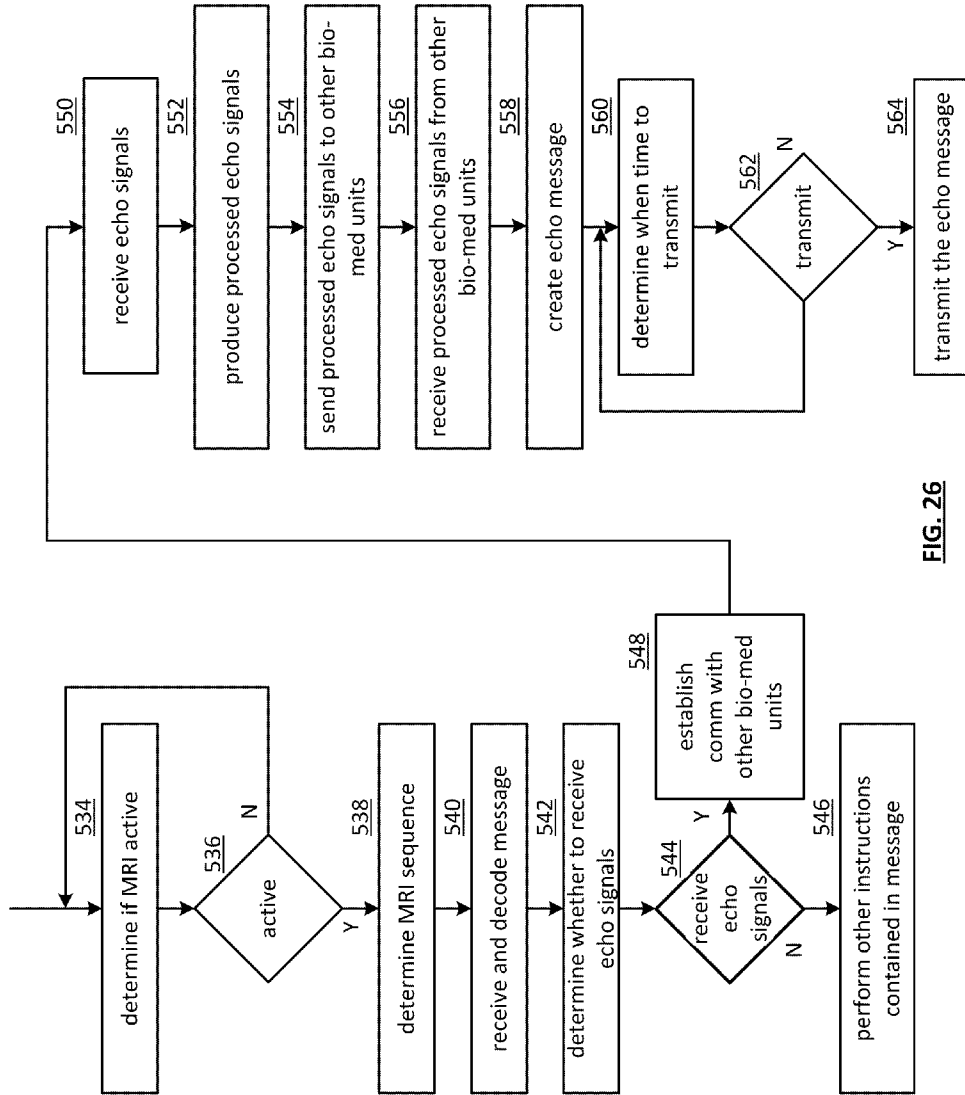 534
determine if MRI active
536
active
N
Y
538
determine MRI sequence
540
receive and decode message
542
determine whether to receive
echo signals
544
receive
echo
signals
Y
N
546
perform other instructions
contained in message
548
establish
comm with
other bio-med
units
550
receive echo signals
552
produce processed echo signals
554
send processed echo signals to other bio-
med units
556
receive processed echo signals from other
bio-med units
558
create echo message
560
determine when time to
transmit
562
transmit
N
Y
564
transmit the echo message
FIG. 26